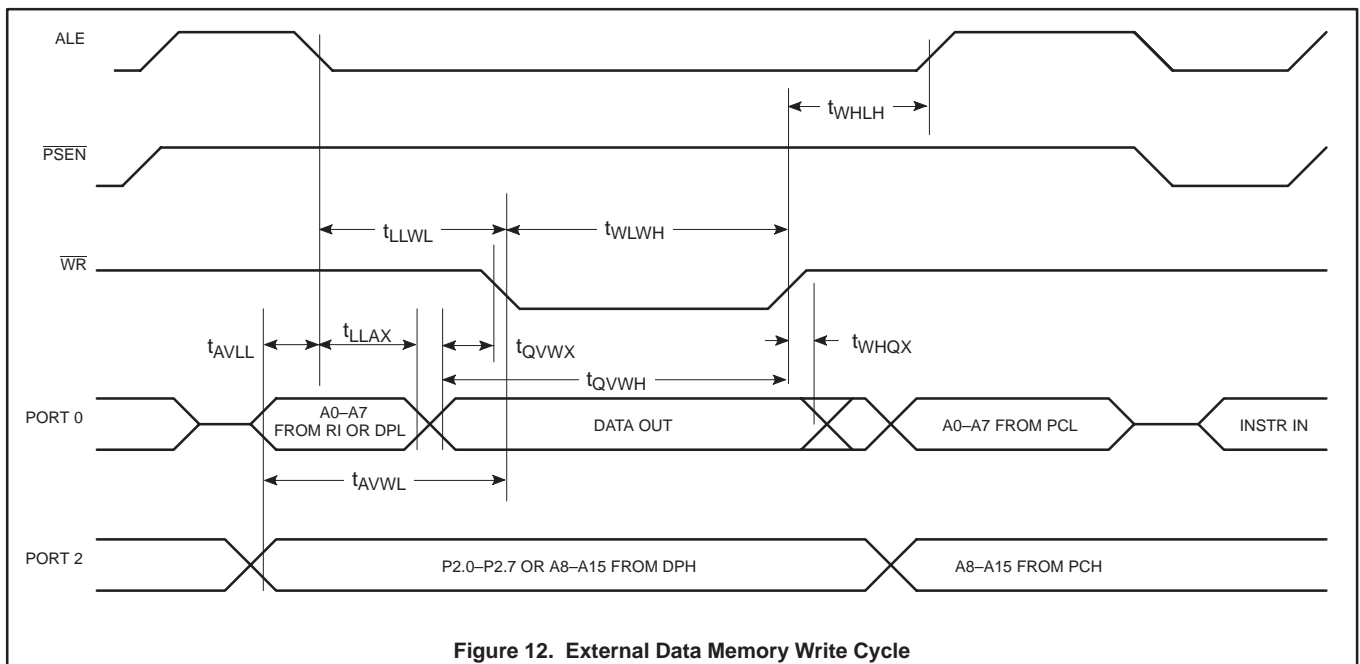 ALE
tWHLH
PSEN
tLLWL
tWLWH
WR
tAVLL
tLLAX
tQVWX
tWHQX
tQVWH
PORT 0
A0–A7
FROM RI OR DPL
DATA OUT
A0–A7 FROM PCL
INSTR IN
tAVWL
PORT 2
P2.0–P2.7 OR A8–A15 FROM DPH
A8–A15 FROM PCH
Figure 12. External Data Memory Write Cycle